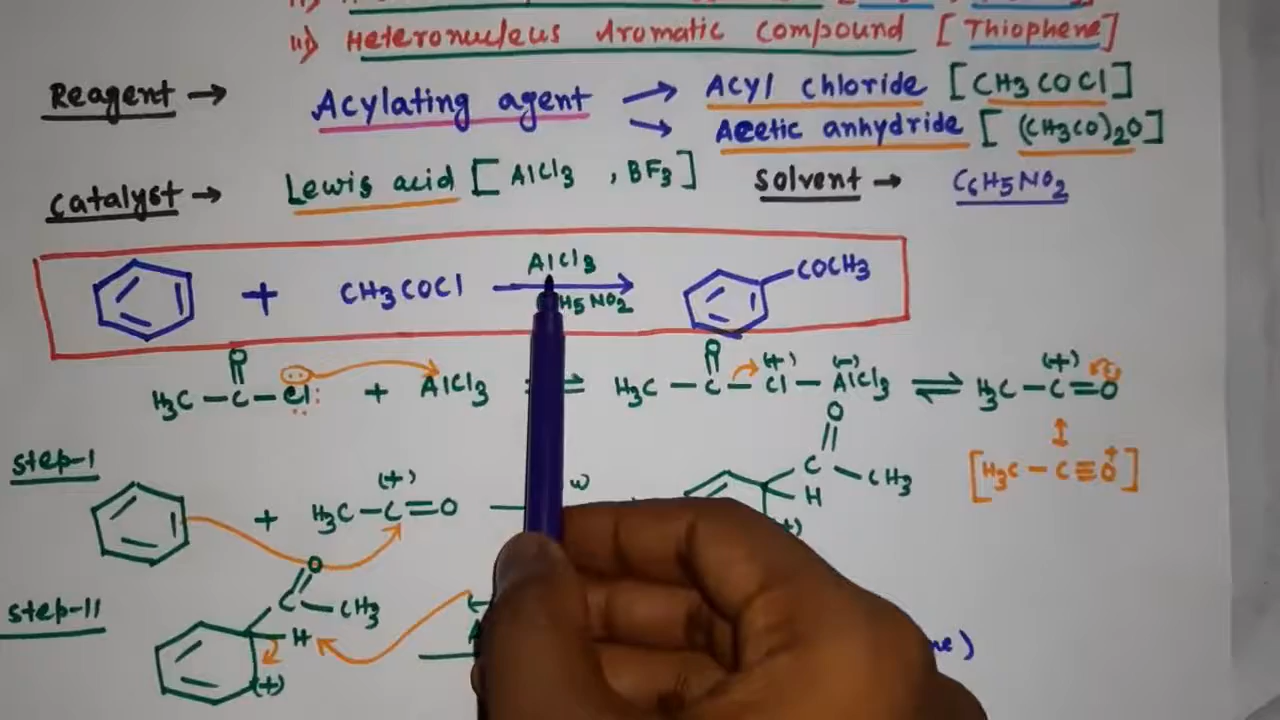 ii) Heteronucleus Aromatic Compound [Thiophene]
Reagent → Acylating agent → Acyl chloride [CH3COCl]
→ Acetic anhydride [(CH3CO)2O]
Catalyst → Lewis acid [AlCl3, BF3] Solvent → C6H5NO2
+ CH3COCl AlCl3 H5NO2 COCH3
H3C - C - Cl: O + AlCl3 ⇌ H3C - C - Cl - AlCl3 O (+) (-) ⇌ H3C - C = O (+)
[H3C - C ≡ O+]
Step-I
+ H3C - C = O (+) C O CH3 H (+)
Step-II
C O CH3 H (+)